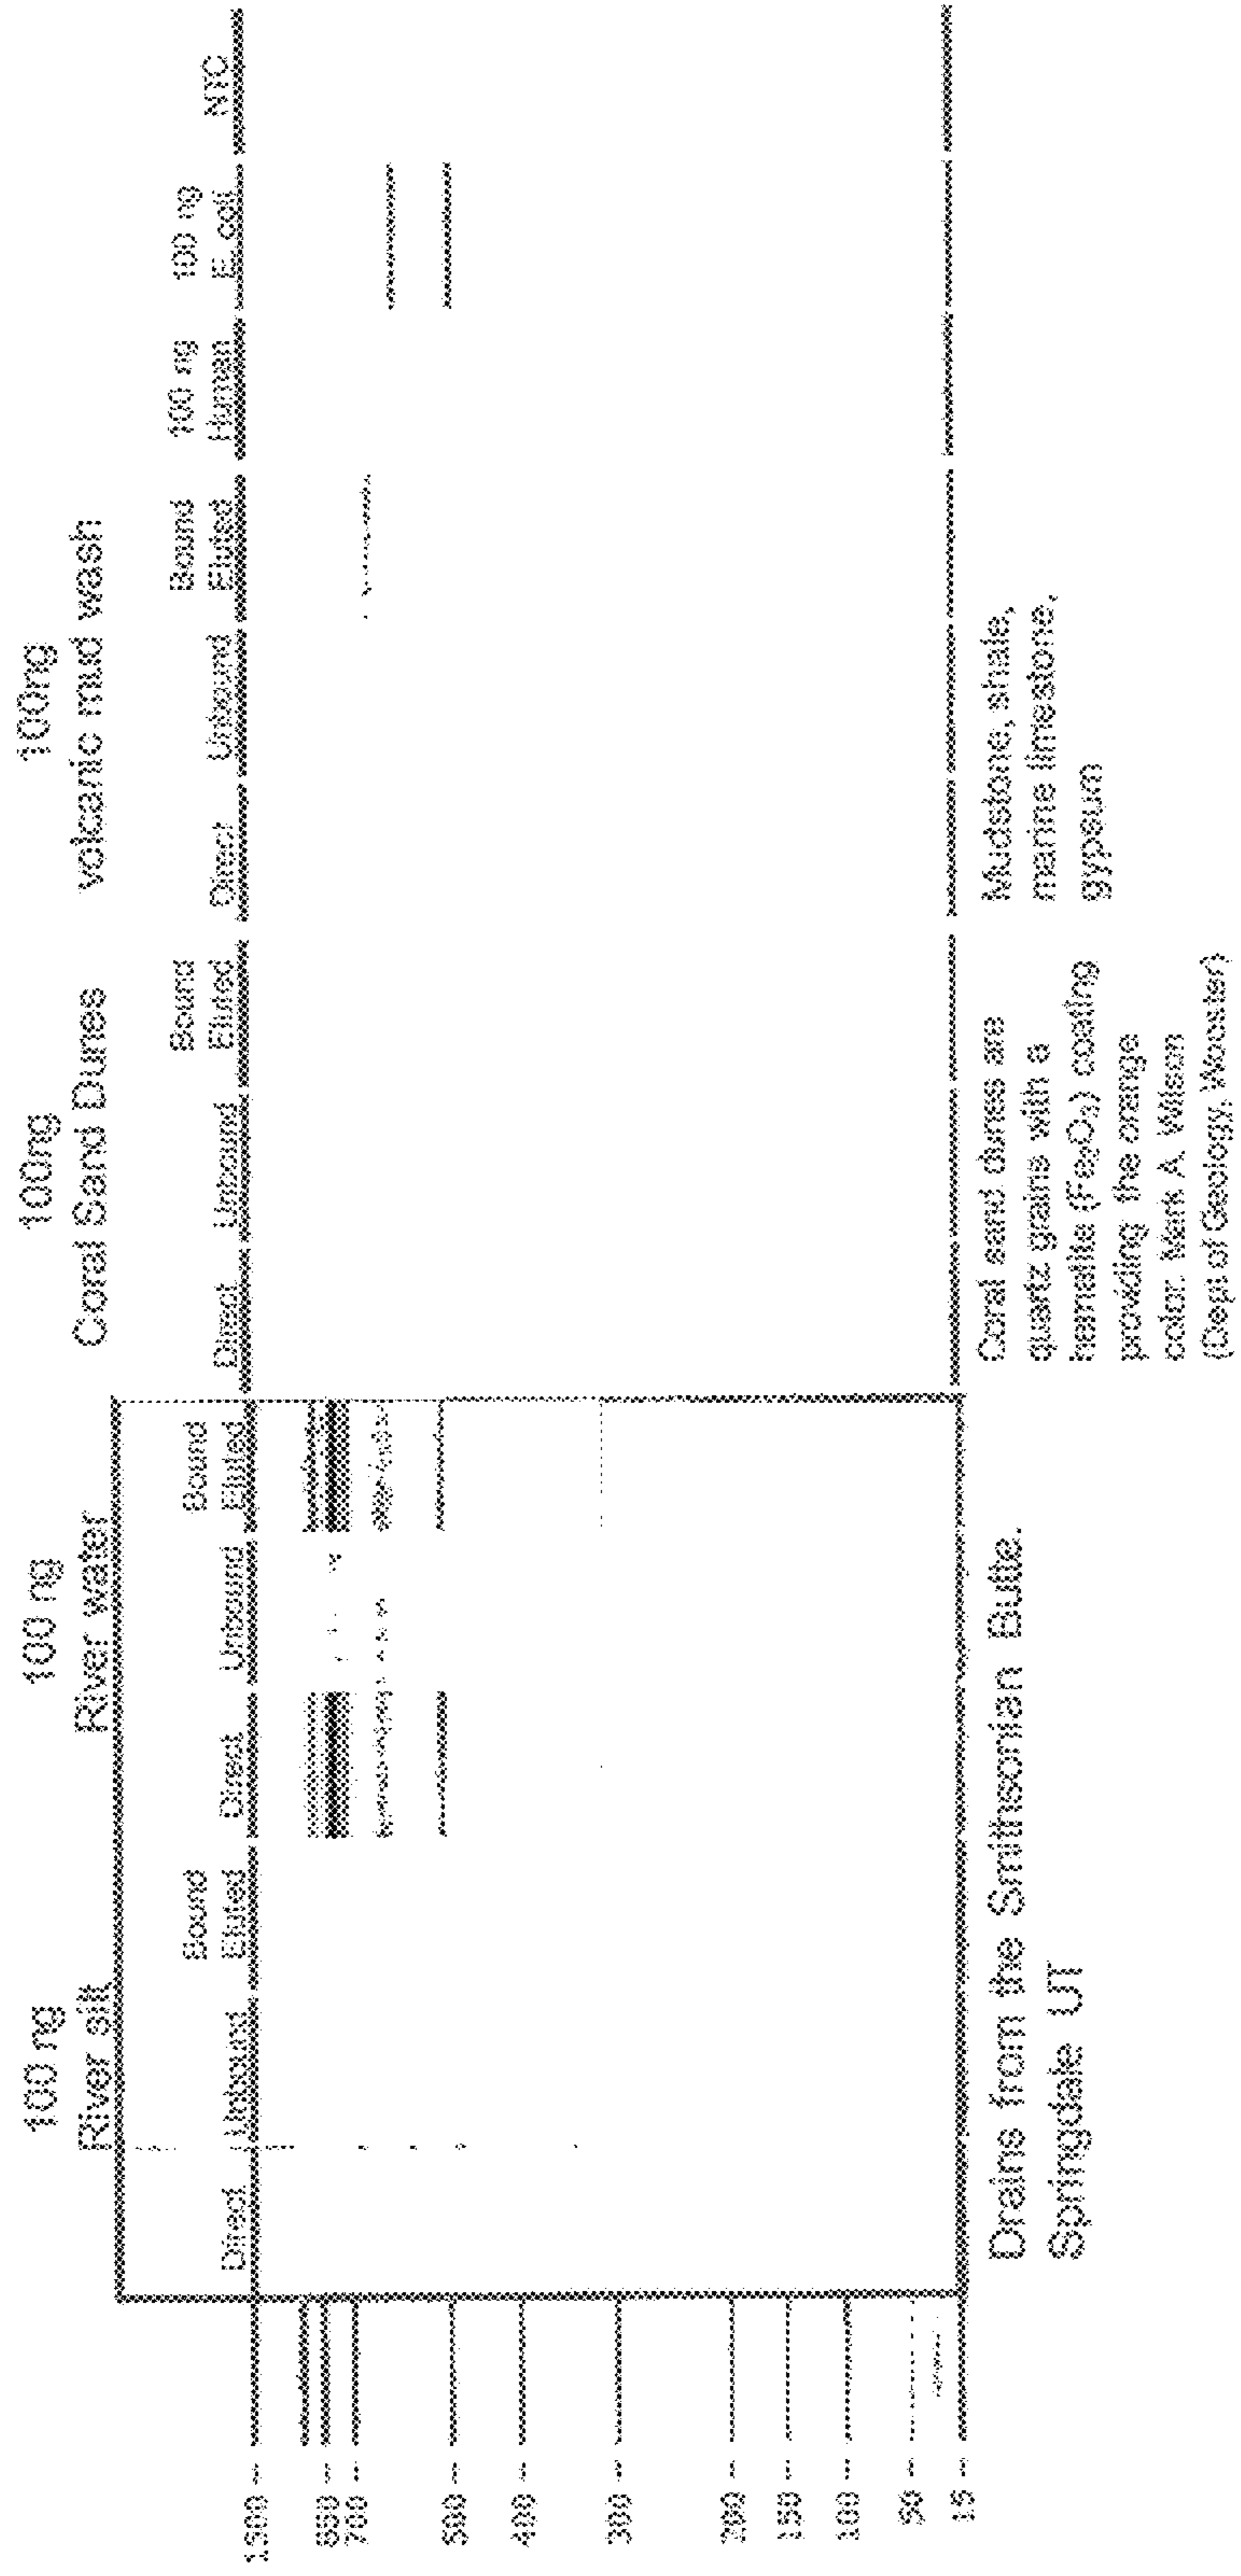 100 ng
River silt
100 ng
River water
100ng
Coral Sand Dunes
100ng
volcanic mud wash
Direct
Unbound
Bound
Eluted
Direct
Unbound
Bound
Eluted
Direct
Unbound
Bound
Eluted
Direct
Unbound
Bound
Eluted
100 ng
Human
100 ng
E. coli
NTC
1500
850
700
500
400
300
200
150
100
50
15
Drains from the Smithsonian Butte.
Springdale UT
Coral sand dunes are
quartz grains with a
hematite (Fe₂O₃) coating
providing the orange
color. Mark A Wilson
(Dept of Geology, Wooster)
Mudstone, shale,
marine limestone,
gypsum